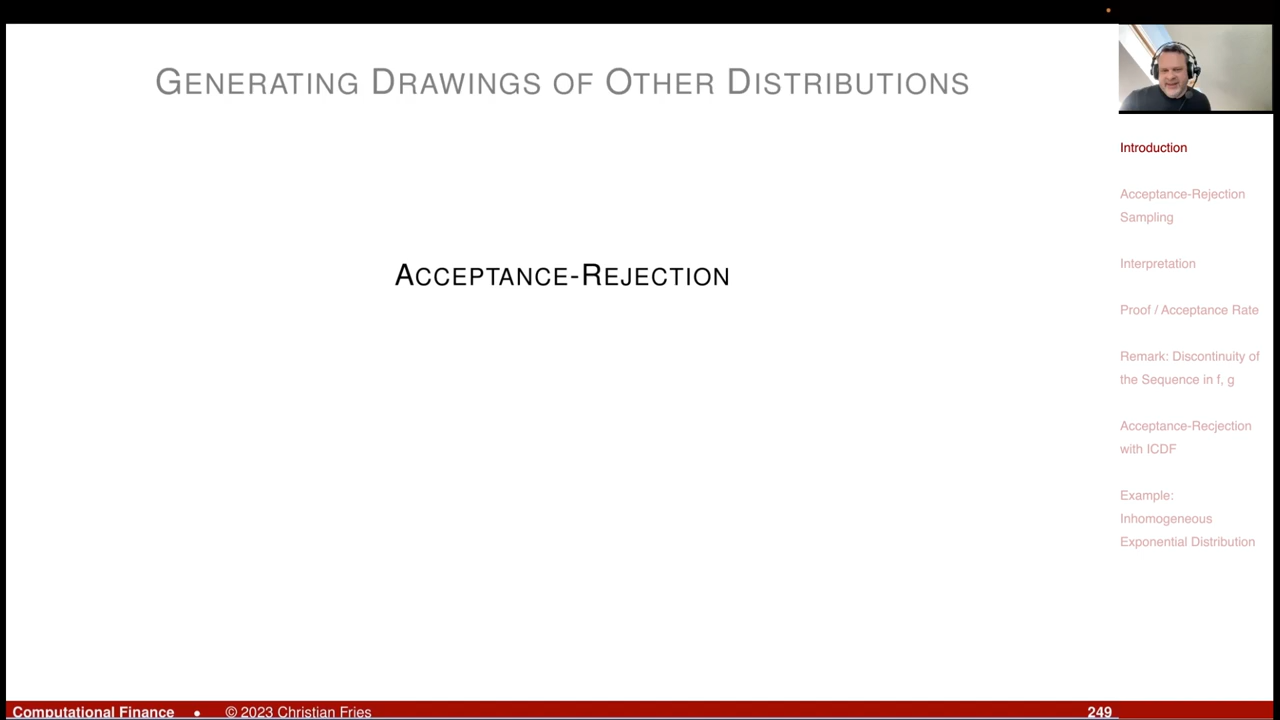 GENERATING DRAWINGS OF OTHER DISTRIBUTIONS
ACCEPTANCE-REJECTION
Introduction
Acceptance-Rejection
Sampling
Interpretation
Proof / Acceptance Rate
Remark: Discontinuity of
the Sequence in f, g
Acceptance-Recjection
with ICDF
Example:
Inhomogeneous
Exponential Distribution
Computational Finance • © 2023 Christian Fries 249